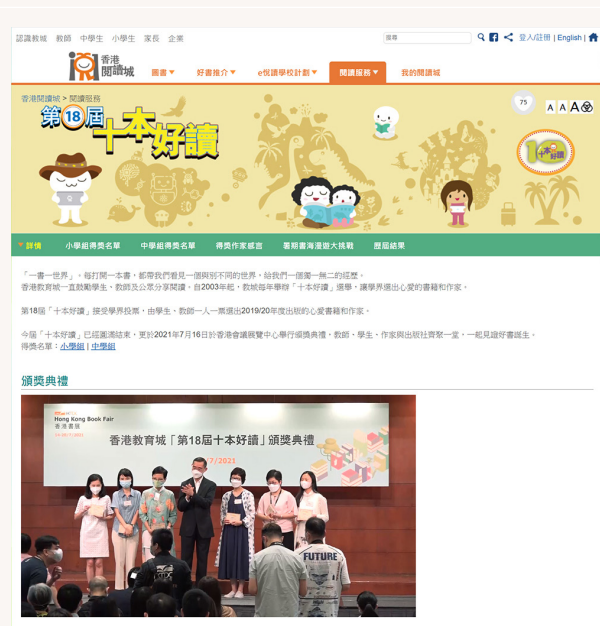 認識教城 教師 中學生 小學生 家長 企業
搜尋
登入/註冊 | English |
香港
閱讀城
圖書▼ 好書推介▼ e悅讀學校計劃▼ 閱讀服務▼ 我的閱讀城
香港閱讀城 > 閱讀服務
75
A A A
第18屆
十本好讀
詳情 小學組得獎名單 中學組得獎名單 得獎作家感言 暑期書海漫遊大挑戰 歷屆結果
「一書一世界」，每打開一本書，都帶我們看見一個與別不同的世界，給我們一個獨一無二的經歷。
香港教育城一直鼓勵學生、教師及公眾分享閱讀，自2003年起，教城每年舉辦「十本好讀」選舉，讓學界選出心愛的書籍和作家。
第18屆「十本好讀」接受學界投票，由學生、教師一人一票選出2019/20年度出版的心愛書籍和作家。
今屆「十本好讀」已經圓滿結束，更於2021年7月16日於香港會議展覽中心舉行頒獎典禮，教師、學生、作家與出版社齊聚一堂，一起見證好書誕生。
得獎名單：小學組 | 中學組
頒獎典禮
Hong Kong Book Fair
香港書展
香港教育城「第18屆十本好讀」頒獎典禮
/7/2021
FUTURE